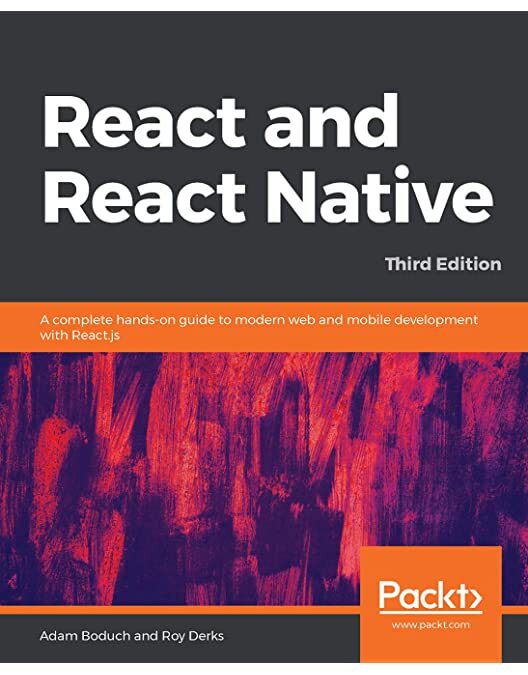 React and
React Native
Third Edition
A complete hands-on guide to modern web and mobile development
with React.js
Packt>
www.packt.com
Adam Boduch and Roy Derks